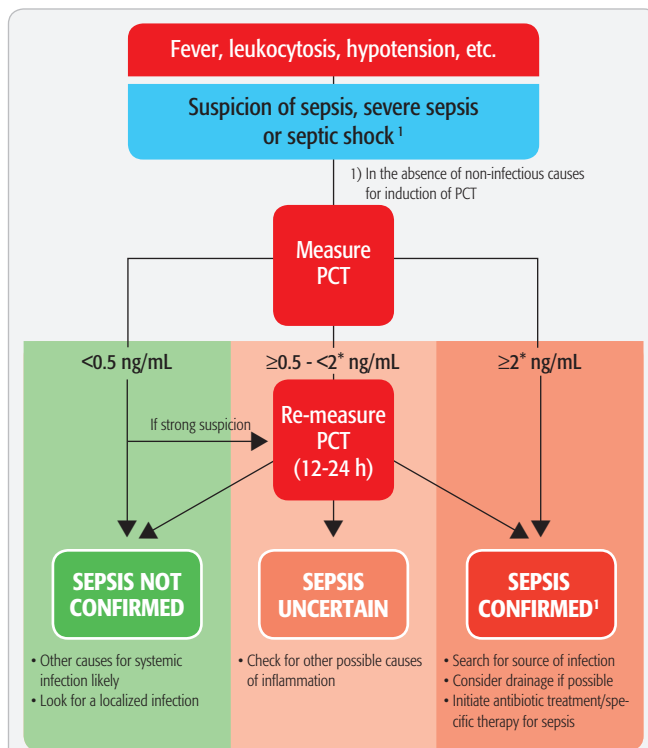 Fever, leukocytosis, hypotension, etc.
Suspicion of sepsis, severe sepsis
or septic shock ¹
1) In the absence of non-infectious causes
for induction of PCT
Measure
PCT
<0.5 ng/mL
≥0.5 - <2* ng/mL
≥2* ng/mL
If strong suspicion
Re-measure
PCT
(12-24 h)
SEPSIS NOT
CONFIRMED
SEPSIS
UNCERTAIN
SEPSIS
CONFIRMED¹
• Other causes for systemic
infection likely
• Look for a localized infection
• Check for other possible causes
of inflammation
• Search for source of infection
• Consider drainage if possible
• Initiate antibiotic treatment/spe-
cific therapy for sepsis